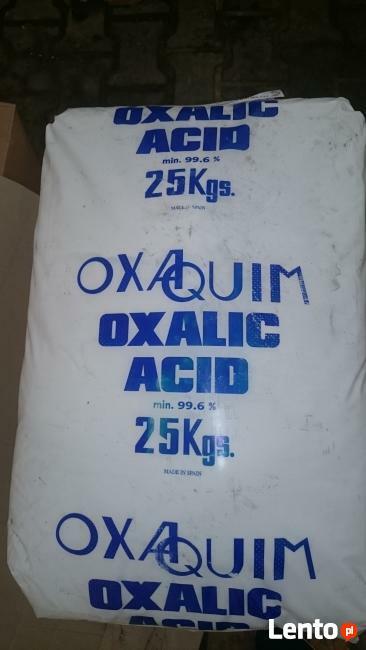 OXALIC
ACID
min. 99.6 %
25Kgs.
MADE IN SPAIN
OXAQUIM
OXALIC
ACID
min. 99.6 %
25Kgs.
MADE IN SPAIN
OXAQUIM
OXALIC
ACID
Lento pl